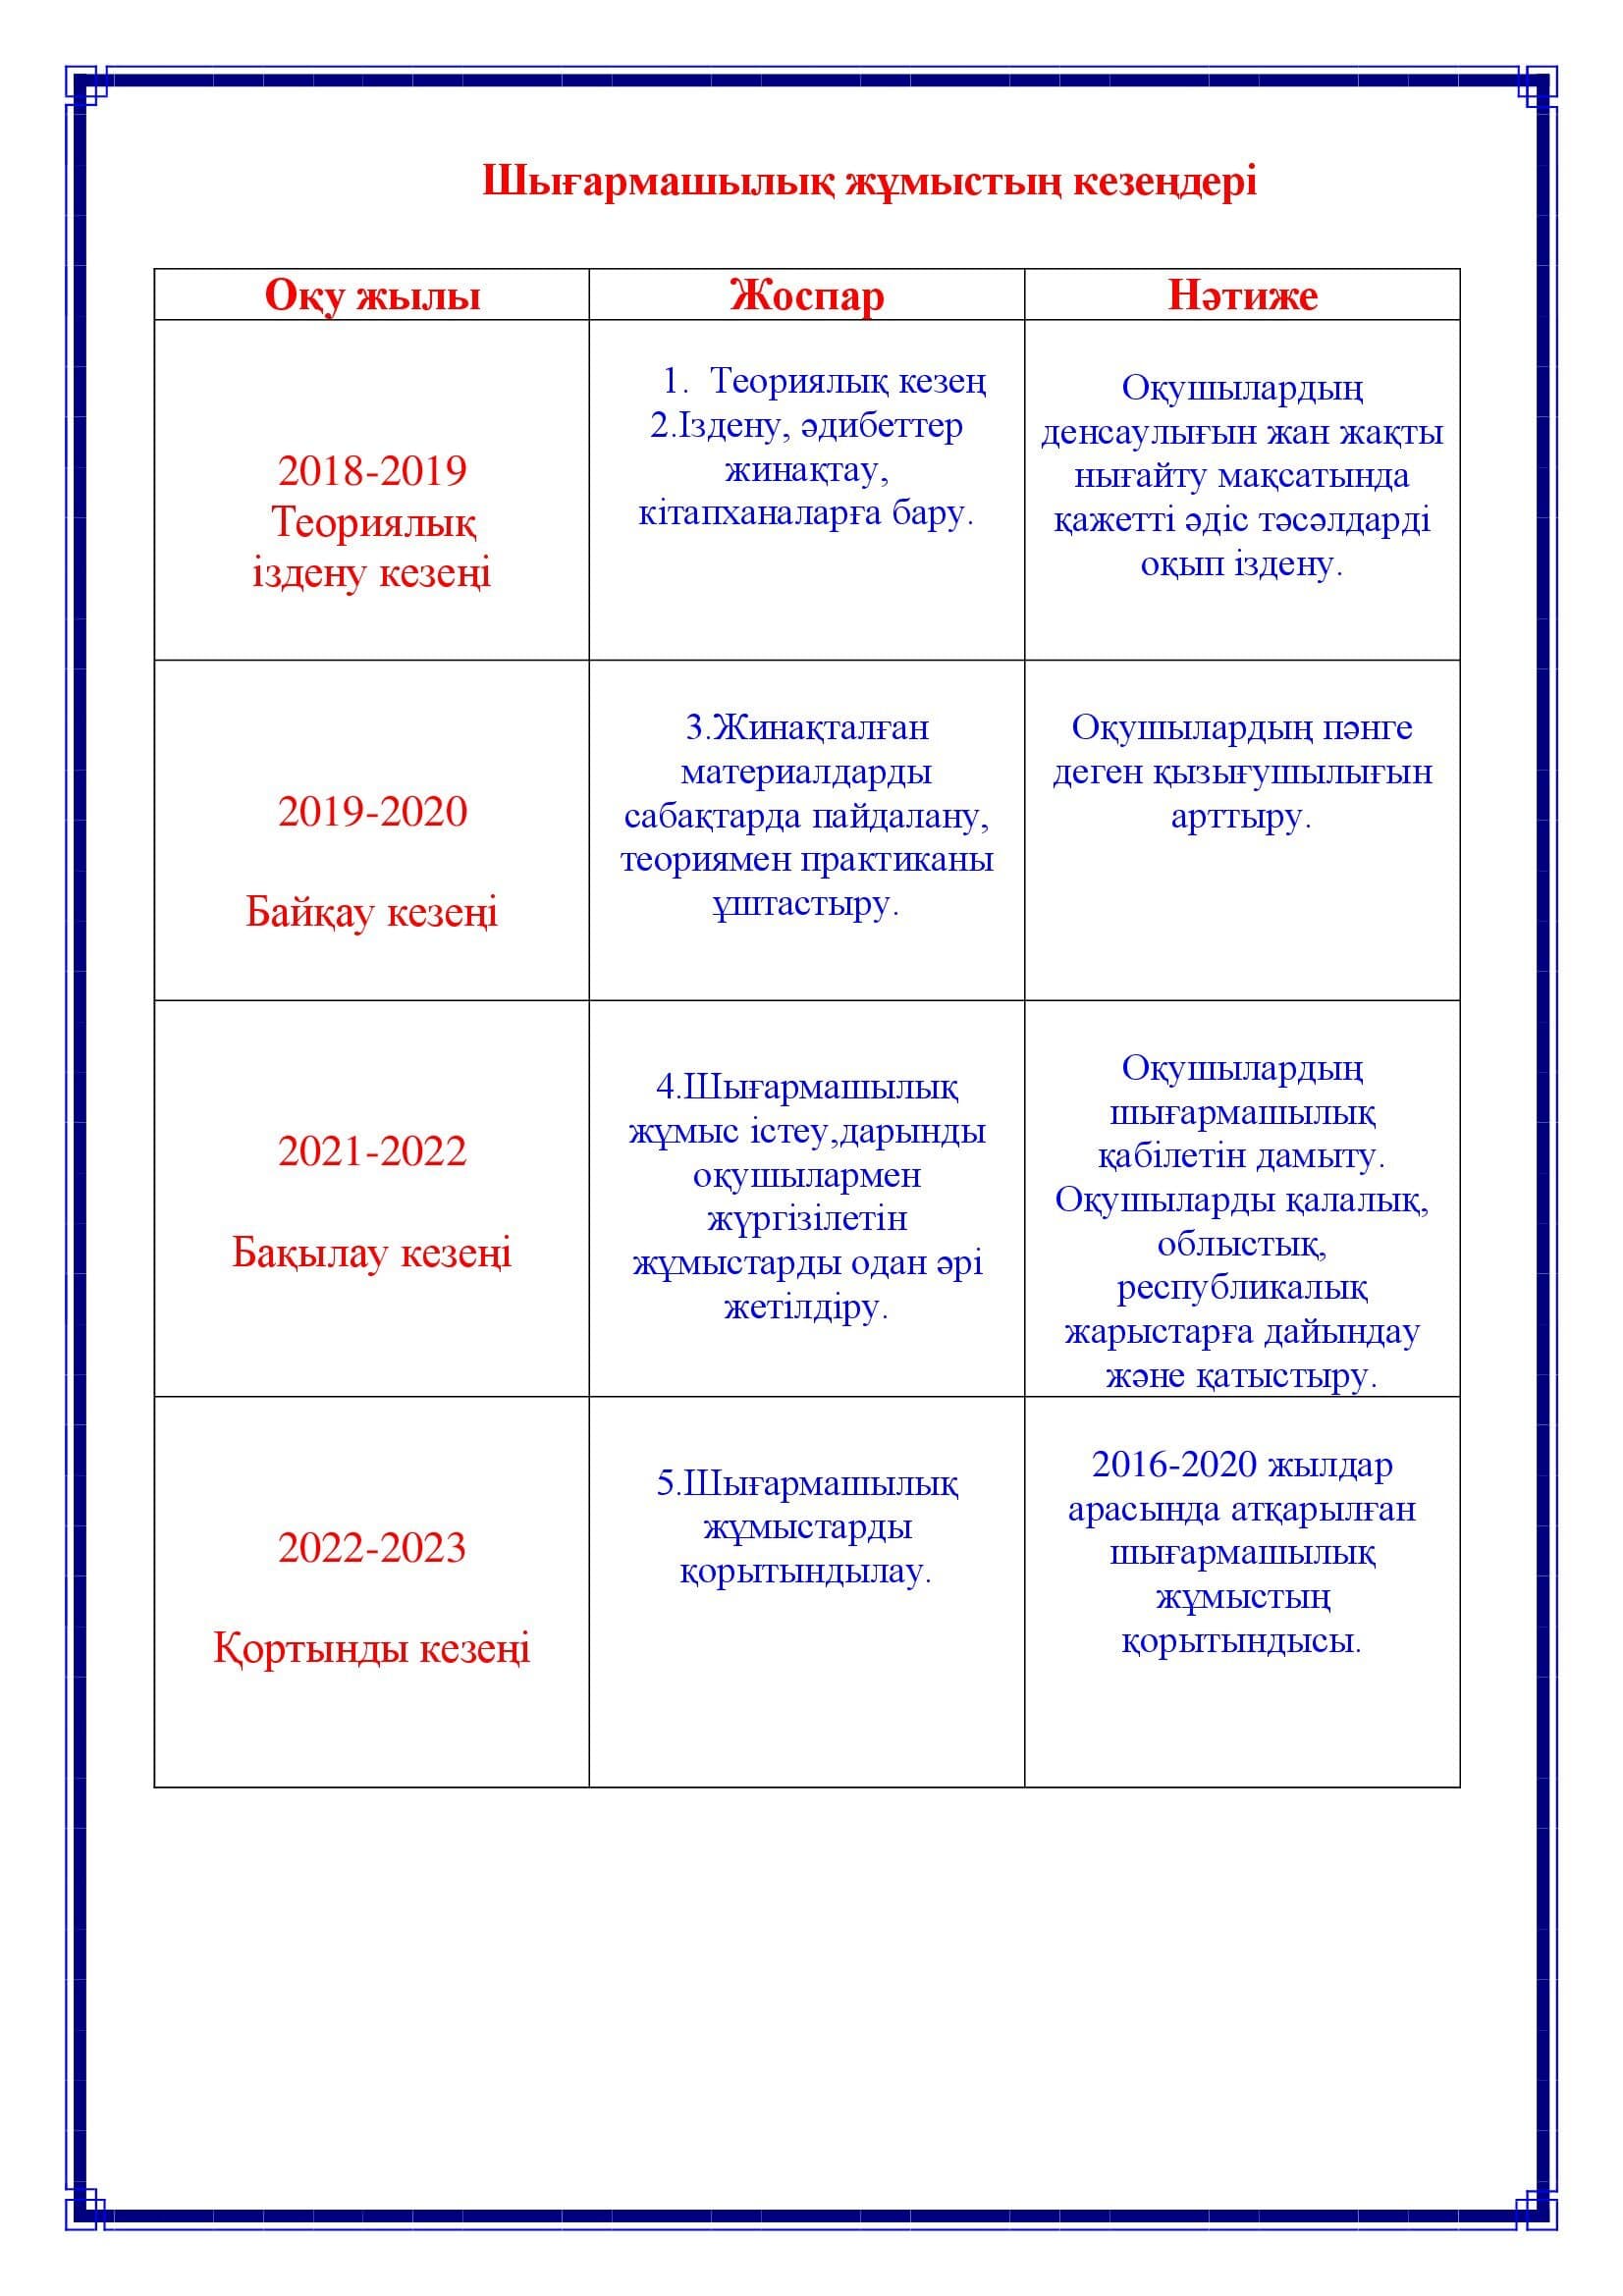 Шығармашылық жұмыстың кезеңдері
Оқу жылы
Жоспар
Нәтиже
2018-2019
Теориялық
іздену кезеңі
1. Теориялық кезең
2.Іздену, әдибеттер
жинақтау,
кітапханаларға бару.
Оқушылардың
денсаулығын жан жақты
нығайту мақсатында
қажетті әдіс тәсәлдарді
оқып іздену.
2019-2020
Байқау кезеңі
3.Жинақталған
материалдарды
сабақтарда пайдалану,
теориямен практиканы
ұштастыру.
Оқушылардың пәнге
деген қызығушылығын
арттыру.
2021-2022
Бақылау кезеңі
4.Шығармашылық
жұмыс істеу,дарынды
оқушылармен
жүргізілетін
жұмыстарды одан әрі
жетілдіру.
Оқушылардың
шығармашылық
қабілетін дамыту.
Оқушыларды қалалық,
облыстық,
республикалық
жарыстарға дайындау
және қатыстыру.
2022-2023
Қортынды кезеңі
5.Шығармашылық
жұмыстарды
қорытындылау.
2016-2020 жылдар
арасында атқарылған
шығармашылық
жұмыстың
қорытындысы.